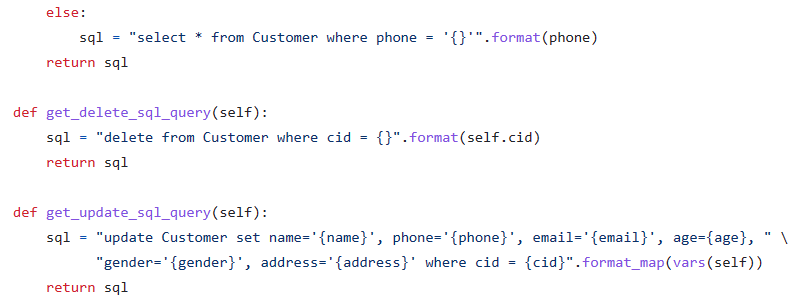 else:
sql = "select * from Customer where phone = '{}'".format(phone)
return sql
def get_delete_sql_query(self):
sql = "delete from Customer where cid = {}".format(self.cid)
return sql
def get_update_sql_query(self):
sql = "update Customer set name='{name}', phone='{phone}', email='{email}', age={age}, " \
"gender='{gender}', address='{address}' where cid = {cid}".format_map(vars(self))
return sql